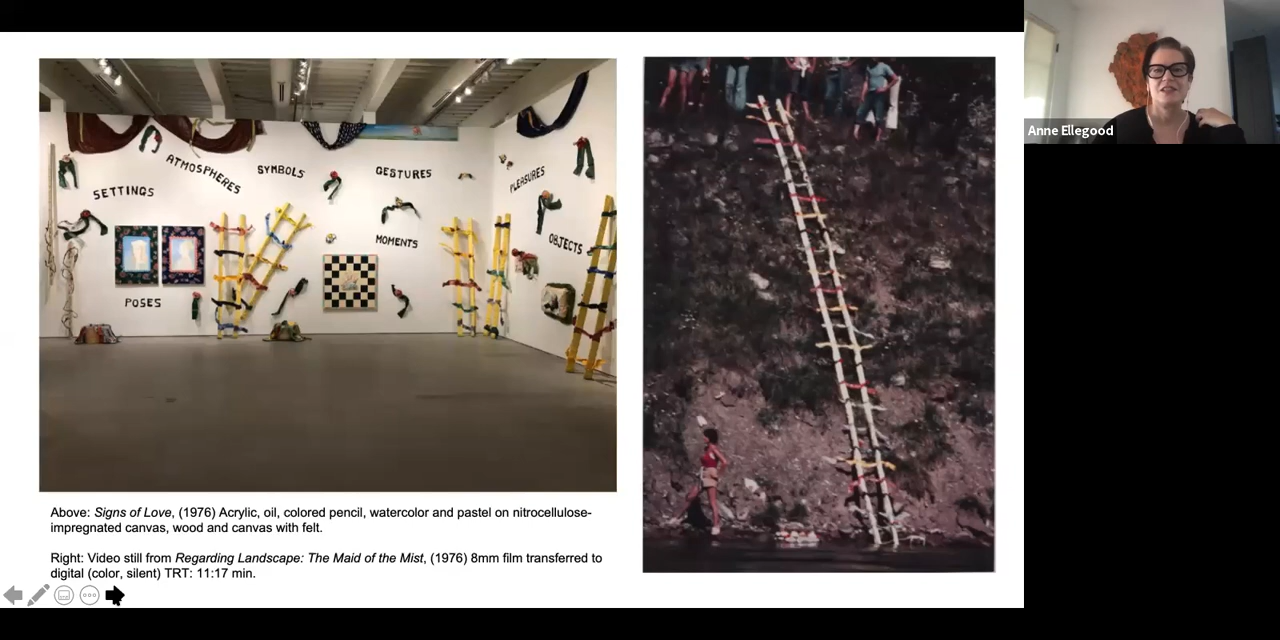 Anne Ellegood
SETTINGS
ATMOSPHERES
SYMBOLS
GESTURES
PLEASURES
MOMENTS
OBJECTS
POSES
Above: Signs of Love, (1976) Acrylic, oil, colored pencil, watercolor and pastel on nitrocellulose-
impregnated canvas, wood and canvas with felt.
Right: Video still from Regarding Landscape: The Maid of the Mist, (1976) 8mm film transferred to
digital (color, silent) TRT: 11:17 min.